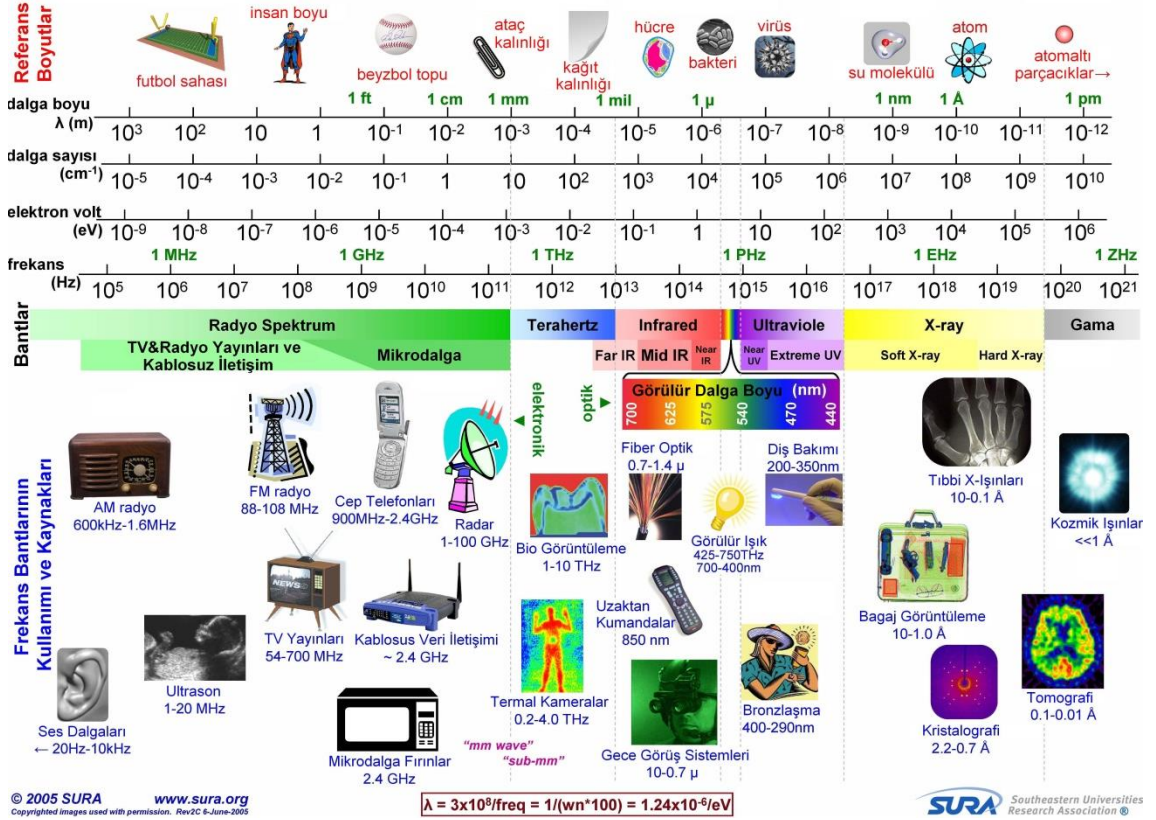 Referans
Boyutlar
futbol sahası
insan boyu
beyzbol topu
ataç
kalınlığı
kağıt
kalınlığı
hücre
bakteri
virüs
su molekülü
atom
atomaltı
parçacıklar→
dalga boyu
λ (m)
1 ft 1 cm 1 mm 1 mil 1 µ 1 nm 1 Å 1 pm
10³ 10² 10 1 10⁻¹ 10⁻² 10⁻³ 10⁻⁴ 10⁻⁵ 10⁻⁶ 10⁻⁷ 10⁻⁸ 10⁻⁹ 10⁻¹⁰ 10⁻¹¹ 10⁻¹²
dalga sayısı
(cm⁻¹)
10⁻⁵ 10⁻⁴ 10⁻³ 10⁻² 10⁻¹ 1 10 10² 10³ 10⁴ 10⁵ 10⁶ 10⁷ 10⁸ 10⁹ 10¹⁰
elektron volt
(eV)
10⁻⁹ 10⁻⁸ 10⁻⁷ 10⁻⁶ 10⁻⁵ 10⁻⁴ 10⁻³ 10⁻² 10⁻¹ 1 10 10² 10³ 10⁴ 10⁵ 10⁶
frekans
(Hz)
1 MHz 1 GHz 1 THz 1 PHz 1 EHz 1 ZHz
10⁵ 10⁶ 10⁷ 10⁸ 10⁹ 10¹⁰ 10¹¹ 10¹² 10¹³ 10¹⁴ 10¹⁵ 10¹⁶ 10¹⁷ 10¹⁸ 10¹⁹ 10²⁰ 10²¹
Bantlar
Radyo Spektrum Terahertz Infrared Ultraviole X-ray Gama
TV&Radyo Yayınları ve
Kablosuz İletişim
Mikrodalga
Far IR
Mid IR
Near
IR
Near
UV
Extreme UV
Soft X-ray
Hard X-ray
elektronik
optik
Görülür Dalga Boyu (nm)
700 625 575 540 470 440
Frekans Bantlarının
Kullanımı ve Kaynakları
AM radyo
600kHz-1.6MHz
FM radyo
88-108 MHz
Cep Telefonları
900MHz-2.4GHz
Radar
1-100 GHz
Bio Görüntüleme
1-10 THz
Fiber Optik
0.7-1.4 µ
Görülür Işık
425-750THz
700-400nm
Diş Bakımı
200-350nm
Tıbbi X-Işınları
10-0.1 Å
Kozmik Işınlar
<<1 Å
Ses Dalgaları
← 20Hz-10kHz
Ultrason
1-20 MHz
NEWS
TV Yayınları
54-700 MHz
Kablosus Veri İletişimi
~ 2.4 GHz
Mikrodalga Fırınlar
2.4 GHz
Termal Kameralar
0.2-4.0 THz
"mm wave"
"sub-mm"
Uzaktan
Kumandalar
850 nm
Gece Görüş Sistemleri
10-0.7 µ
Bronzlaşma
400-290nm
Bagaj Görüntüleme
10-1.0 Å
Kristalografi
2.2-0.7 Å
Tomografi
0.1-0.01 Å
© 2005 SURA www.sura.org
Copyrighted images used with permission. Rev2C 6-June-2005
λ = 3x10⁸/freq = 1/(wn*100) = 1.24x10⁻⁶/eV
SURA
Southeastern Universities
Research Association ®